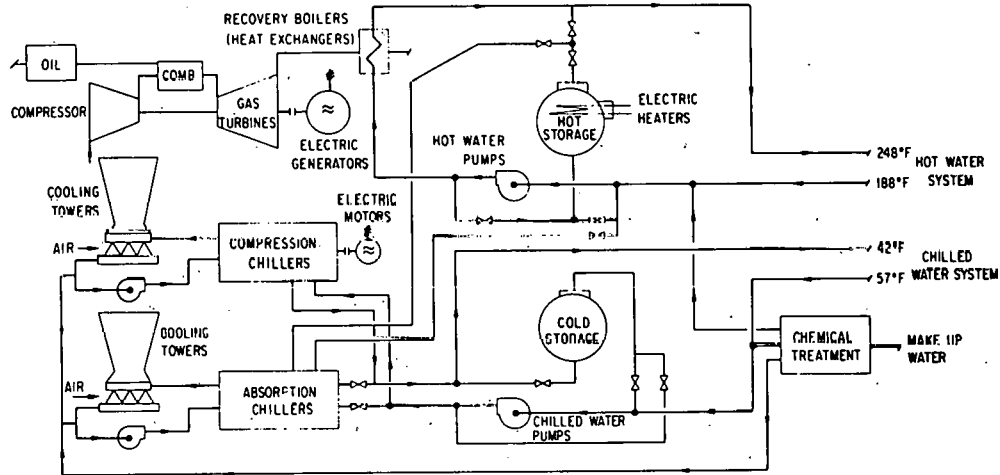 RECOVERY BOILERS
(HEAT EXCHANGERS)
OIL
COMB
COMPRESSOR
GAS
TURBINES
ELECTRIC
GENERATORS
HOT
STORAGE
ELECTRIC
HEATERS
HOT WATER
PUMPS
248°F
HOT WATER
SYSTEM
188°F
COOLING
TOWERS
AIR
COMPRESSION
CHILLERS
ELECTRIC
MOTORS
42°F
CHILLED
WATER SYSTEM
57°F
COOLING
TOWERS
AIR
ABSORPTION
CHILLERS
COLD
STORAGE
CHILLED WATER
PUMPS
CHEMICAL
TREATMENT
MAKE UP
WATER